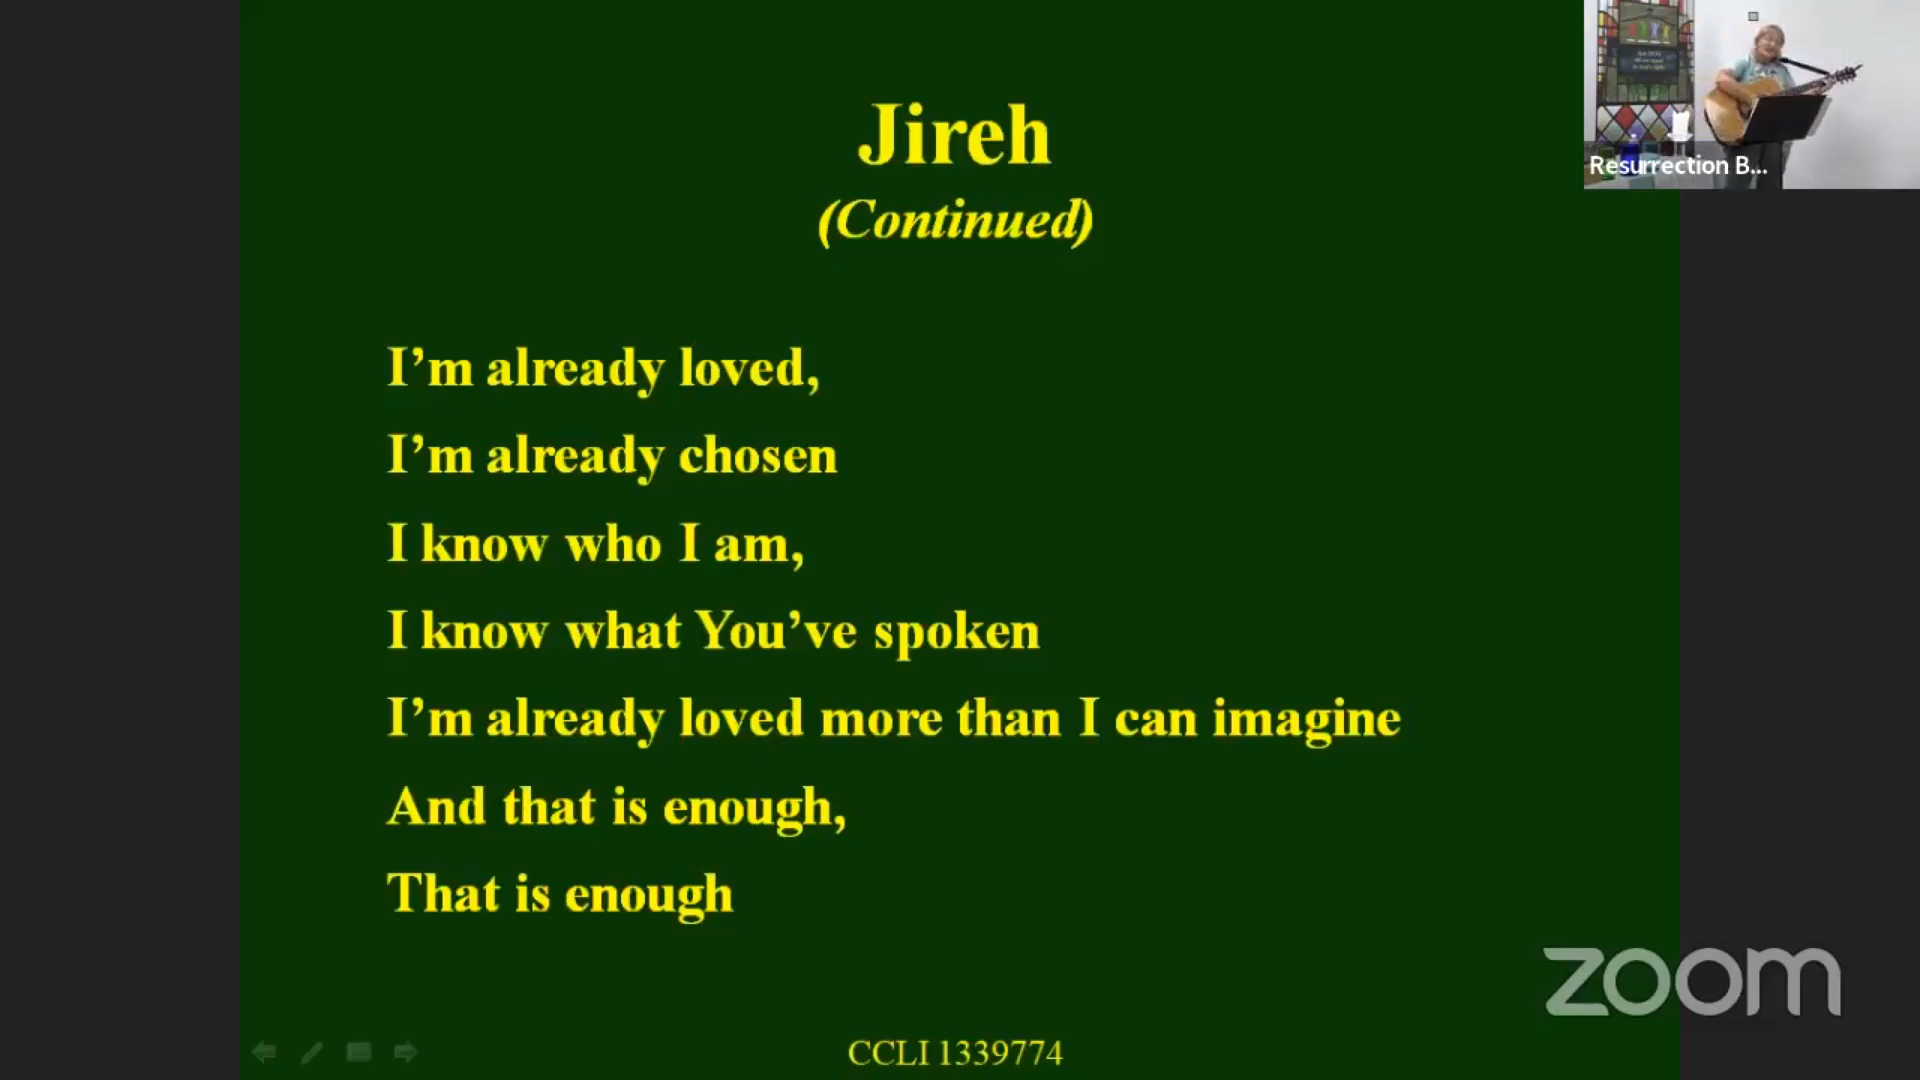 Jireh
(Continued)
I’m already loved,
I’m already chosen
I know who I am,
I know what You’ve spoken
I’m already loved more than I can imagine
And that is enough,
That is enough
CCLI 1339774
Resurrection B...
zoom